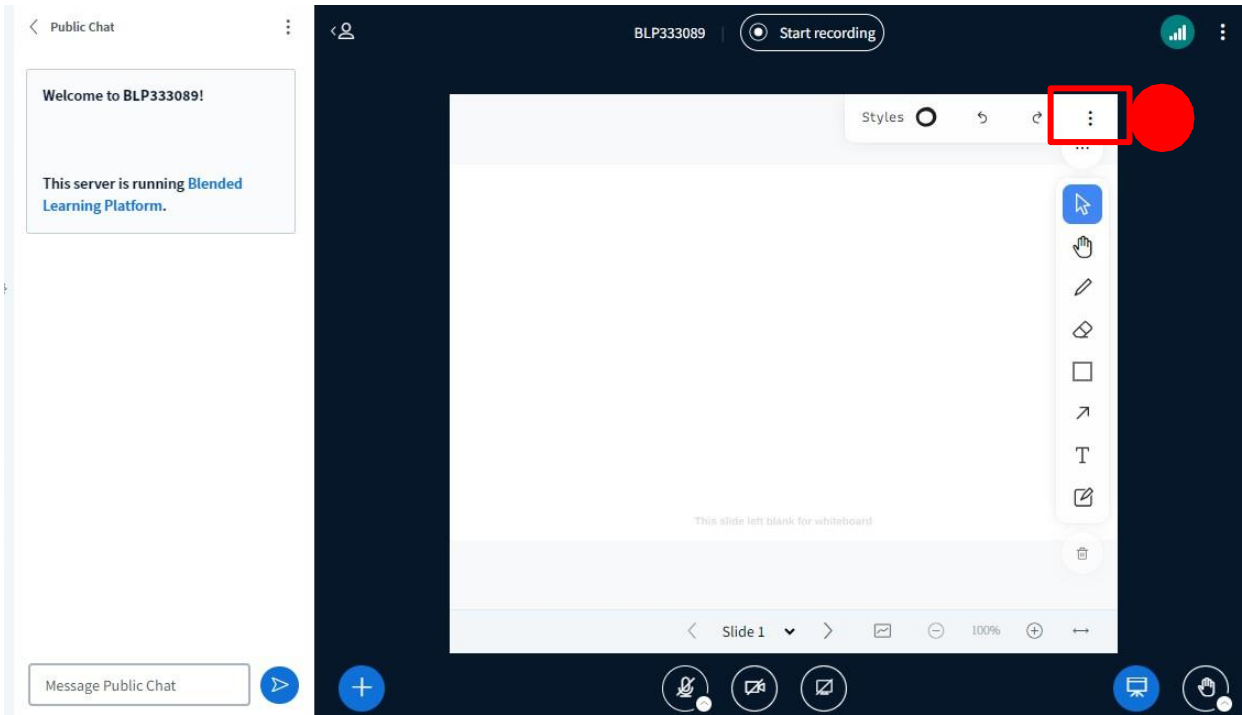 Public Chat
Welcome to BLP333089!
This server is running Blended
Learning Platform.
Message Public Chat
BLP333089
Start recording
Styles
T
This slide left blank for whiteboard
Slide 1
100%